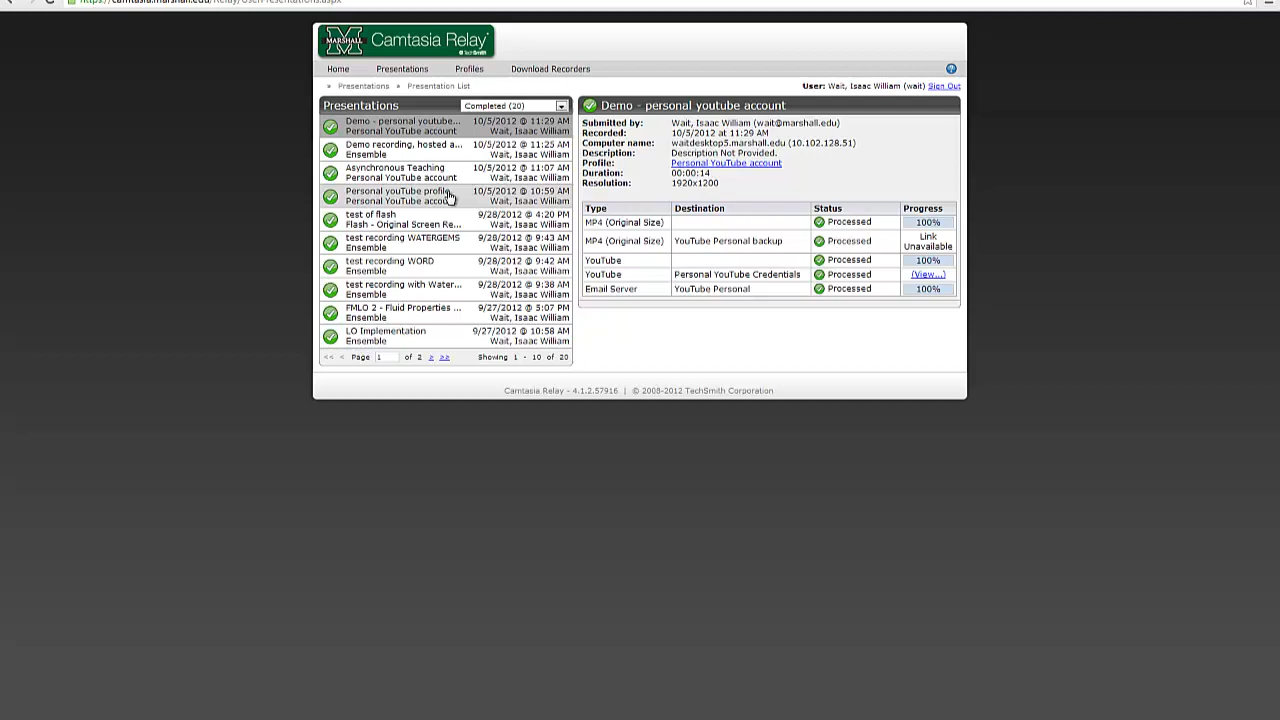 https://camtasia.marshall.edu/Relay/UserPresentations.aspx
MARSHALL Camtasia Relay
TechSmith
Home Presentations Profiles Download Recorders ?
» Presentations » Presentation List User: Wait, Isaac William (wait) Sign Out
Presentations Completed (20)
Demo - personal youtube... 10/5/2012 @ 11:29 AM
Personal YouTube account Wait, Isaac William
Demo recording, hosted a... 10/5/2012 @ 11:25 AM
Ensemble Wait, Isaac William
Asynchronous Teaching 10/5/2012 @ 11:07 AM
Personal YouTube account Wait, Isaac William
Personal youTube profile 10/5/2012 @ 10:59 AM
Personal YouTube account Wait, Isaac William
test of flash 9/28/2012 @ 4:20 PM
Flash - Original Screen Re... Wait, Isaac William
test recording WATERGEMS 9/28/2012 @ 9:43 AM
Ensemble Wait, Isaac William
test recording WORD 9/28/2012 @ 9:42 AM
Ensemble Wait, Isaac William
test recording with Water... 9/28/2012 @ 9:38 AM
Ensemble Wait, Isaac William
FMLO 2 - Fluid Properties ... 9/27/2012 @ 5:07 PM
Ensemble Wait, Isaac William
LO Implementation 9/27/2012 @ 10:58 AM
Ensemble Wait, Isaac William
<< < Page 1 of 2 > >> Showing 1 - 10 of 20
Demo - personal youtube account
Submitted by: Wait, Isaac William (wait@marshall.edu)
Recorded: 10/5/2012 at 11:29 AM
Computer name: waitdesktop5.marshall.edu (10.102.128.51)
Description: Description Not Provided.
Profile: Personal YouTube account
Duration: 00:00:14
Resolution: 1920x1200
Type Destination Status Progress
MP4 (Original Size) Processed 100%
MP4 (Original Size) YouTube Personal backup Processed Link Unavailable
YouTube Processed 100%
YouTube Personal YouTube Credentials Processed (View...)
Email Server YouTube Personal Processed 100%
Camtasia Relay - 4.1.2.57916 | © 2008-2012 TechSmith Corporation